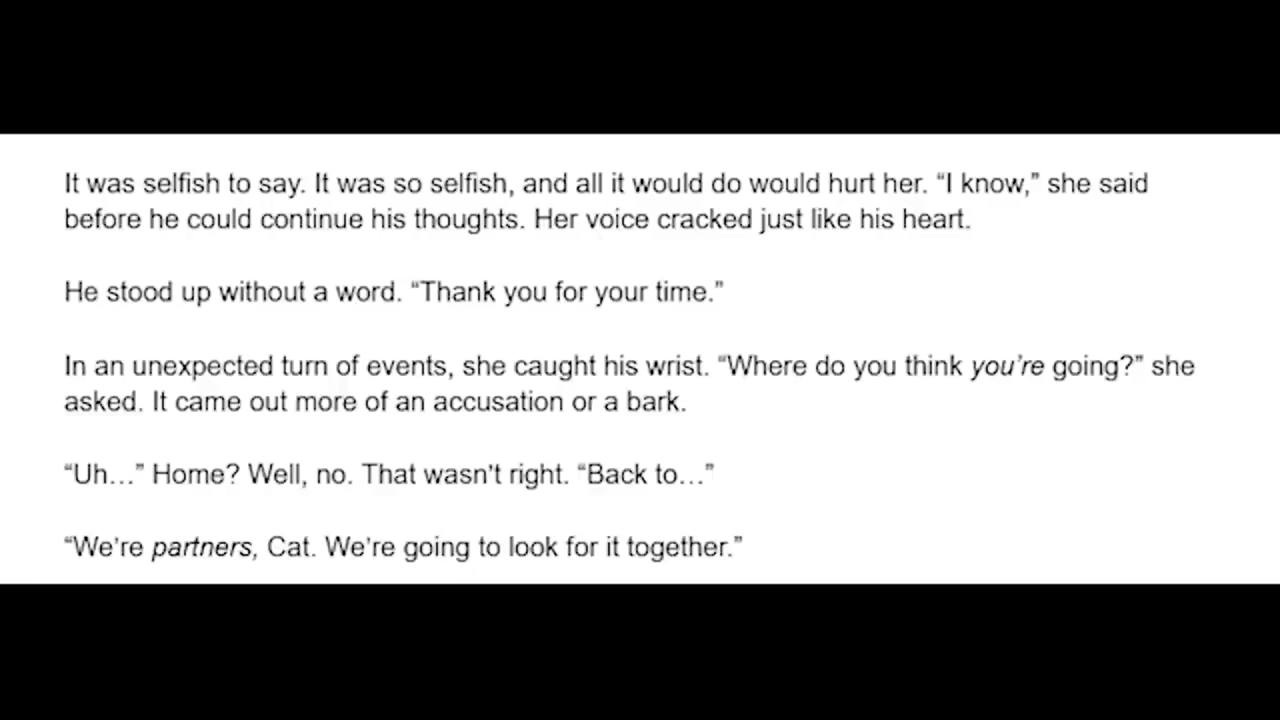 It was selfish to say. It was so selfish, and all it would do would hurt her. “I know,” she said
before he could continue his thoughts. Her voice cracked just like his heart.
He stood up without a word. “Thank you for your time.”
In an unexpected turn of events, she caught his wrist. “Where do you think you’re going?” she
asked. It came out more of an accusation or a bark.
“Uh…” Home? Well, no. That wasn’t right. “Back to…”
“We’re partners, Cat. We’re going to look for it together.”